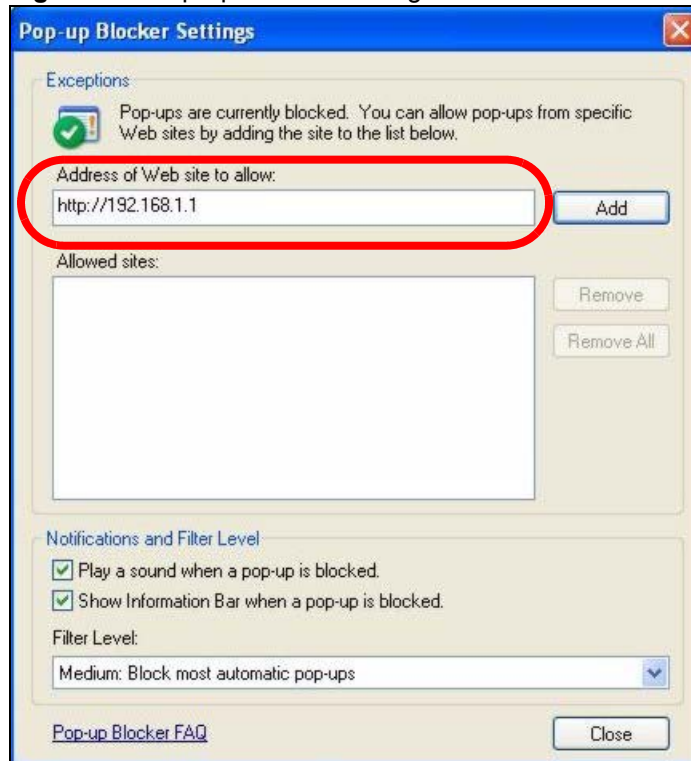 Pop-up Blocker Settings
Exceptions
Pop-ups are currently blocked. You can allow pop-ups from specific
Web sites by adding the site to the list below.
Address of Web site to allow:
http://192.168.1.1
Add
Allowed sites:
Remove
Remove All
Notifications and Filter Level
Play a sound when a pop-up is blocked.
Show Information Bar when a pop-up is blocked.
Filter Level:
Medium: Block most automatic pop-ups
Pop-up Blocker FAQ
Close